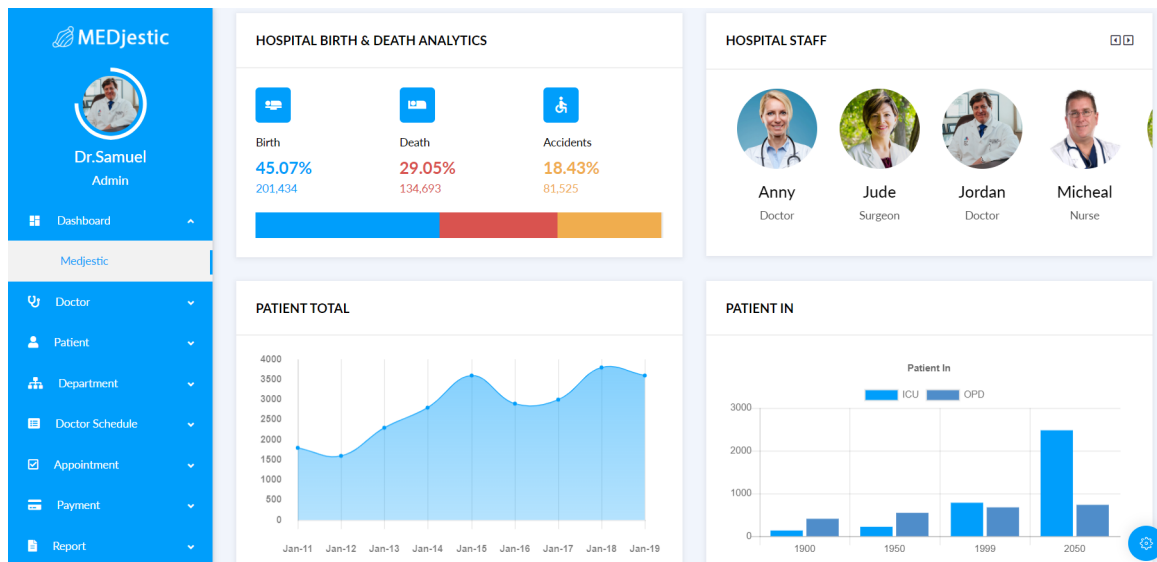 MEDjestic
Dr.Samuel
Admin
Dashboard
Medjestic
Doctor
Patient
Department
Doctor Schedule
Appointment
Payment
Report
HOSPITAL BIRTH & DEATH ANALYTICS
Birth
Death
Accidents
45.07%
29.05%
18.43%
201,434
134,693
81,525
HOSPITAL STAFF
Anny
Jude
Jordan
Micheal
Doctor
Surgeon
Doctor
Nurse
PATIENT TOTAL
4000
3500
3000
2500
2000
1500
1000
500
0
Jan-11 Jan-12 Jan-13 Jan-14 Jan-15 Jan-16 Jan-17 Jan-18 Jan-19
PATIENT IN
Patient In
ICU OPD
3000
2000
1000
0
1900 1950 1999 2050